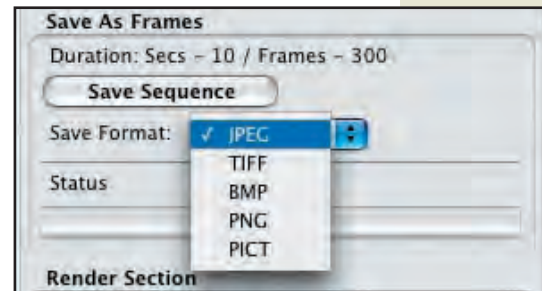 Save As Frames
Duration: Secs - 10 / Frames - 300
Save Sequence
Save Format: ✓ JPEG
TIFF
Status
BMP
PNG
PICT
Render Section